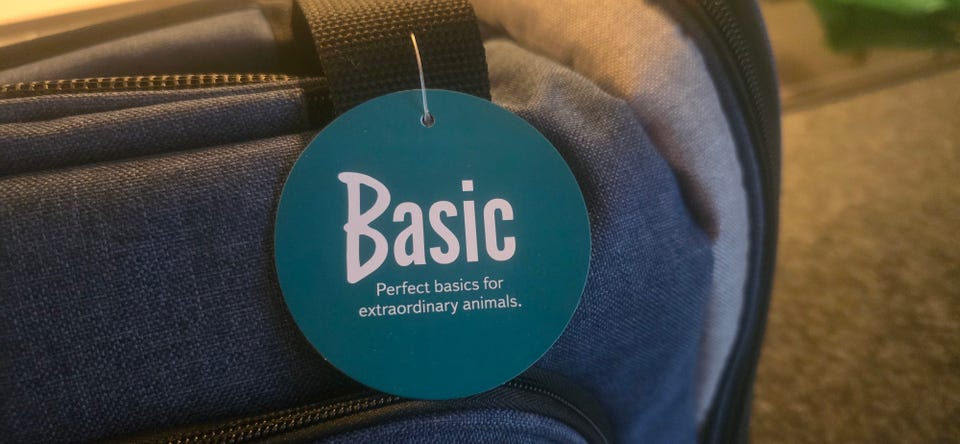 Basic
Perfect basics for
extraordinary animals.